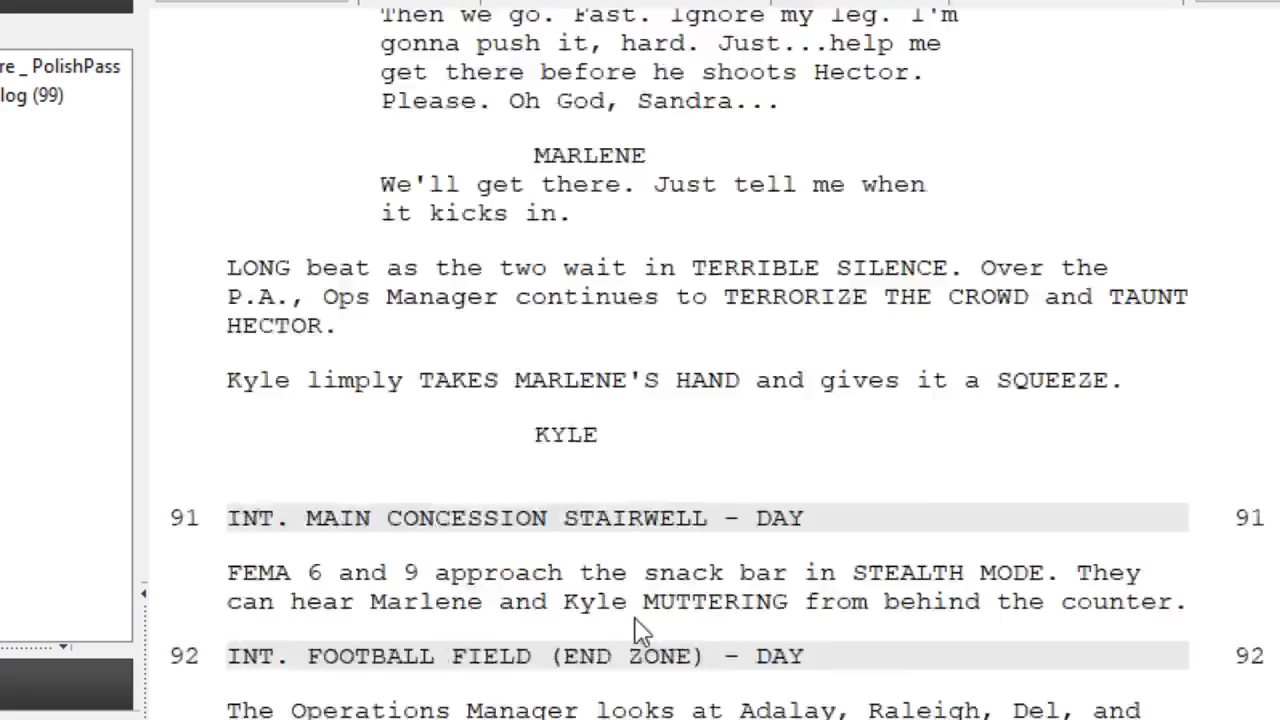 Then we go. Fast. Ignore my leg. I'm
gonna push it, hard. Just...help me
re_PolishPass
get there before he shoots Hector.
log (99)
Please. Oh God, Sandra...
MARLENE
We'll get there. Just tell me when
it kicks in.
LONG beat as the two wait in TERRIBLE SILENCE. Over the
P.A., Ops Manager continues to TERRORIZE THE CROWD and TAUNT
HECTOR.
Kyle limply TAKES MARLENE'S HAND and gives it a SQUEEZE.
KYLE
91 INT. MAIN CONCESSION STAIRWELL - DAY 91
FEMA 6 and 9 approach the snack bar in STEALTH MODE. They
can hear Marlene and Kyle MUTTERING from behind the counter.
92 INT. FOOTBALL FIELD (END ZONE) - DAY 92
The Operations Manager looks at Adalay, Raleigh, Del, and